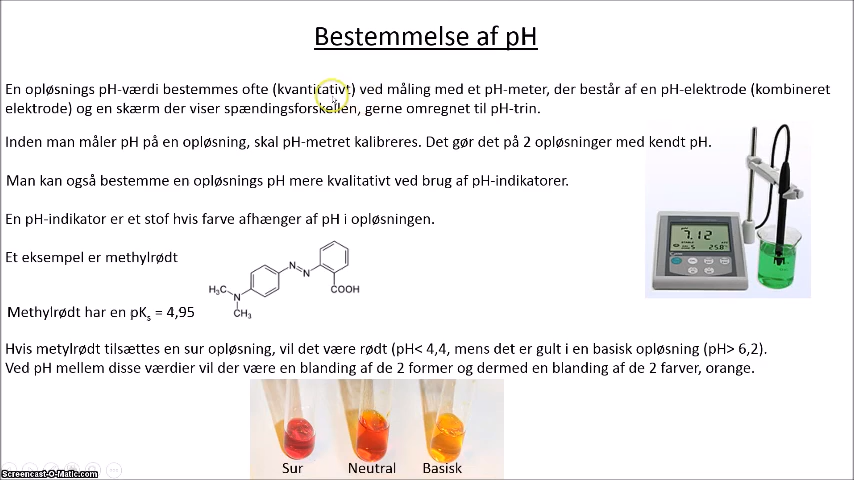 Bestemmelse af pH
En opløsnings pH-værdi bestemmes ofte (kvantitativt) ved måling med et pH-meter, der består af en pH-elektrode (kombineret
elektrode) og en skærm der viser spændingsforskellen, gerne omregnet til pH-trin.
Inden man måler pH på en opløsning, skal pH-metret kalibreres. Det gør det på 2 opløsninger med kendt pH.
Man kan også bestemme en opløsnings pH mere kvalitativt ved brug af pH-indikatorer.
En pH-indikator er et stof hvis farve afhænger af pH i opløsningen.
Et eksempel er methylrødt
H₃C
N
CH₃
N
N
COOH
Methylrødt har en pKₛ = 4,95
7.12
25.8
Hvis metylrødt tilsættes en sur opløsning, vil det være rødt (pH< 4,4, mens det er gult i en basisk opløsning (pH> 6,2).
Ved pH mellem disse værdier vil der være en blanding af de 2 former og dermed en blanding af de 2 farver, orange.
Sur Neutral Basisk
Screencast-O-Matic.com